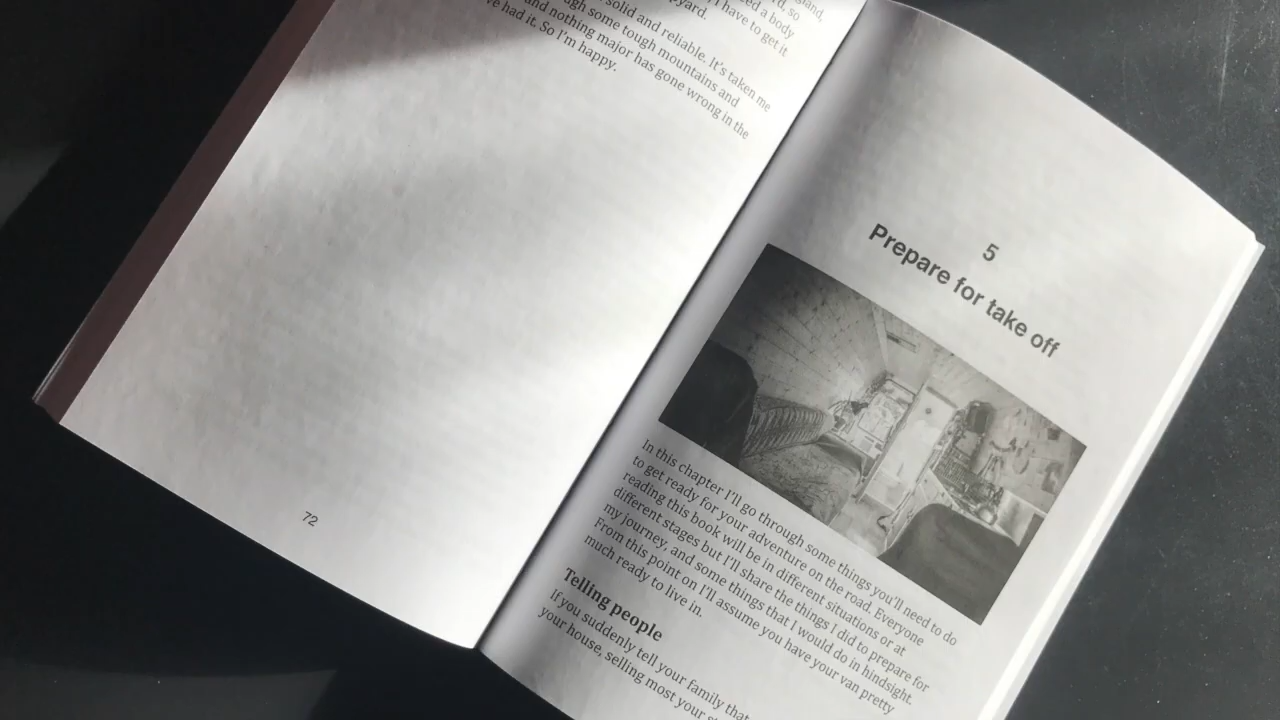 and,
rd, so
ed a body
I have to get it
pyard.
solid and reliable. It's taken me
ugh some tough mountains and
and nothing major has gone wrong in the
've had it. So I'm happy.
72
5
Prepare for take off
In this chapter I'll go through some things you'll need to do
to get ready for your adventure on the road. Everyone
reading this book will be in different situations or at
different stages but I'll share the things I did to prepare for
my journey, and some things that I would do in hindsight.
From this point on I'll assume you have your van pretty
much ready to live in.
Telling people
If you suddenly tell your family that
your house, selling most your